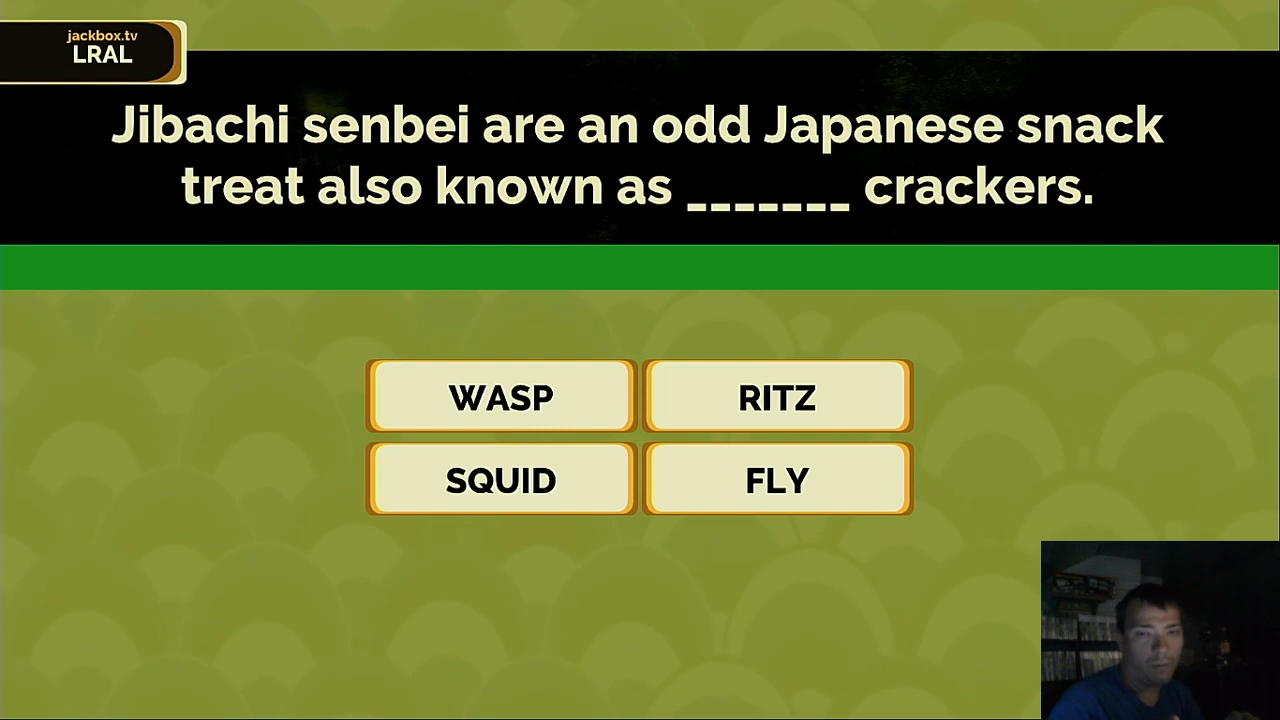 jackbox.tv
LRAL
Jibachi senbei are an odd Japanese snack
treat also known as _______ crackers.
WASP
RITZ
SQUID
FLY